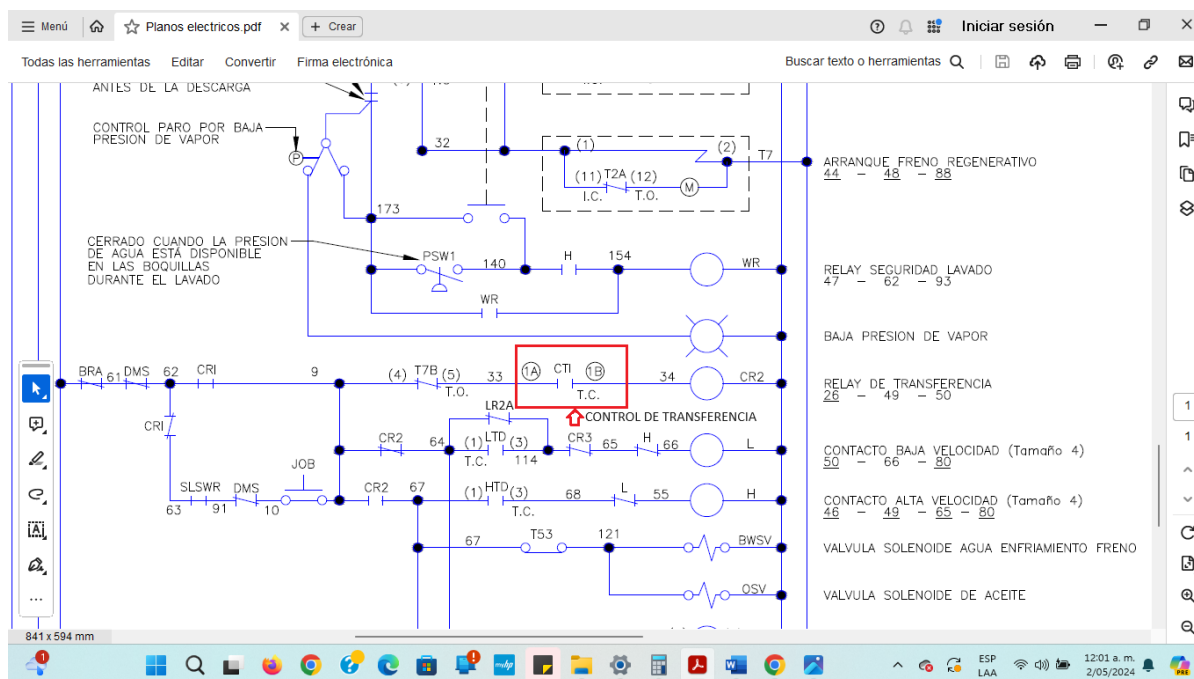 Menú
Planos electricos.pdf
Crear
Iniciar sesión
Todas las herramientas Editar Convertir Firma electrónica
Buscar texto o herramientas
ANTES DE LA DESCARGA
CONTROL PARO POR BAJA
PRESION DE VAPOR
P
32
(1) (2)
T7
(11) T2A (12)
M
I.C. T.O.
ARRANQUE FRENO REGENERATIVO
44 - 48 - 88
173
CERRADO CUANDO LA PRESION
DE AGUA ESTÁ DISPONIBLE
EN LAS BOQUILLAS
DURANTE EL LAVADO
PSW1
140 H 154 WR
WR
RELAY SEGURIDAD LAVADO
47 - 62 - 93
BAJA PRESION DE VAPOR
BRA 61 DMS 62 CRI 9 (4) T7B (5) 33 1A CTI 1B 34 CR2
T.O. T.C.
RELAY DE TRANSFERENCIA
26 - 49 - 50
LR2A
CONTROL DE TRANSFERENCIA
CRI
CR2 64 (1) LTD (3) CR3 65 H 66 L
T.C. 114
CONTACTO BAJA VELOCIDAD (Tamaño 4)
50 - 66 - 80
JOB
SLSWR DMS
63 91 10
CR2 67 (1) HTD (3) 68 L 55 H
T.C.
CONTACTO ALTA VELOCIDAD (Tamaño 4)
46 - 49 - 65 - 80
67 T53 121 BWSV
VALVULA SOLENOIDE AGUA ENFRIAMIENTO FRENO
OSV
VALVULA SOLENOIDE DE ACEITE
1
1
841 x 594 mm
ESP
LAA
12:01 a. m.
2/05/2024